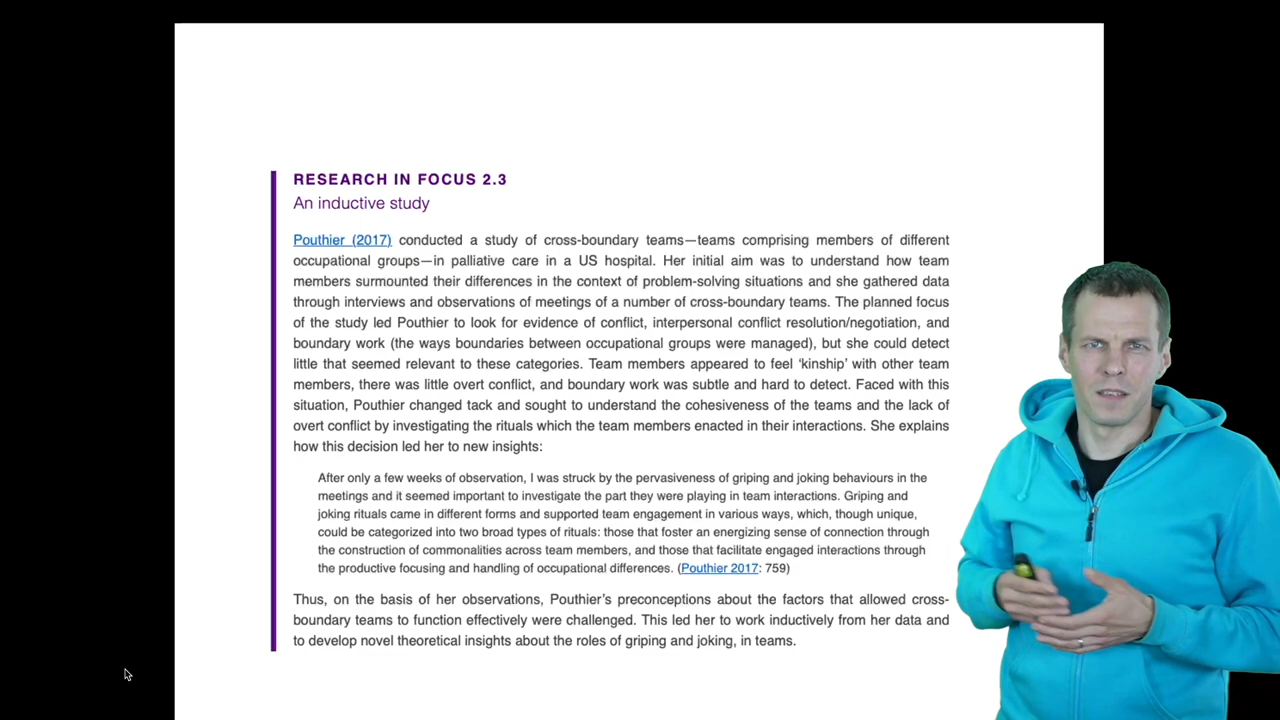 RESEARCH IN FOCUS 2.3
An inductive study
Pouthier (2017) conducted a study of cross-boundary teams—teams comprising members of different
occupational groups—in palliative care in a US hospital. Her initial aim was to understand how team
members surmounted their differences in the context of problem-solving situations and she gathered data
through interviews and observations of meetings of a number of cross-boundary teams. The planned focus
of the study led Pouthier to look for evidence of conflict, interpersonal conflict resolution/negotiation, and
boundary work (the ways boundaries between occupational groups were managed), but she could detect
little that seemed relevant to these categories. Team members appeared to feel ‘kinship’ with other team
members, there was little overt conflict, and boundary work was subtle and hard to detect. Faced with this
situation, Pouthier changed tack and sought to understand the cohesiveness of the teams and the lack of
overt conflict by investigating the rituals which the team members enacted in their interactions. She explains
how this decision led her to new insights:
After only a few weeks of observation, I was struck by the pervasiveness of griping and joking behaviours in the
meetings and it seemed important to investigate the part they were playing in team interactions. Griping and
joking rituals came in different forms and supported team engagement in various ways, which, though unique,
could be categorized into two broad types of rituals: those that foster an energizing sense of connection through
the construction of commonalities across team members, and those that facilitate engaged interactions through
the productive focusing and handling of occupational differences. (Pouthier 2017: 759)
Thus, on the basis of her observations, Pouthier’s preconceptions about the factors that allowed cross-
boundary teams to function effectively were challenged. This led her to work inductively from her data and
to develop novel theoretical insights about the roles of griping and joking, in teams.